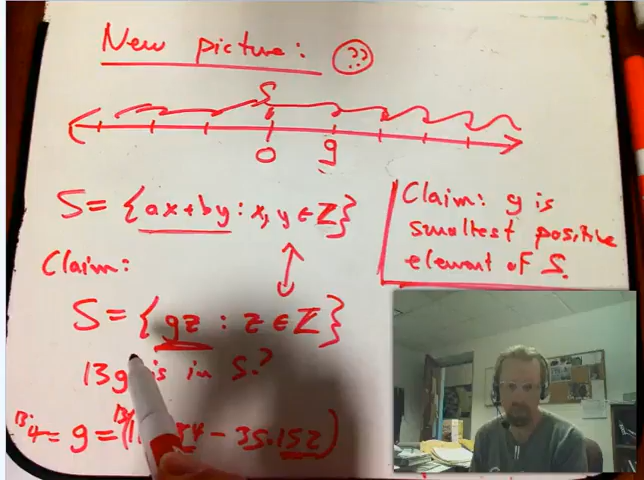 New picture:
S
0 g
S = {ax + by : x, y ∈ ℤ}
Claim: g is
smallest positive
element of S.
Claim:
S = {gz : z ∈ ℤ}
13g is in S?
g = - 35·152)